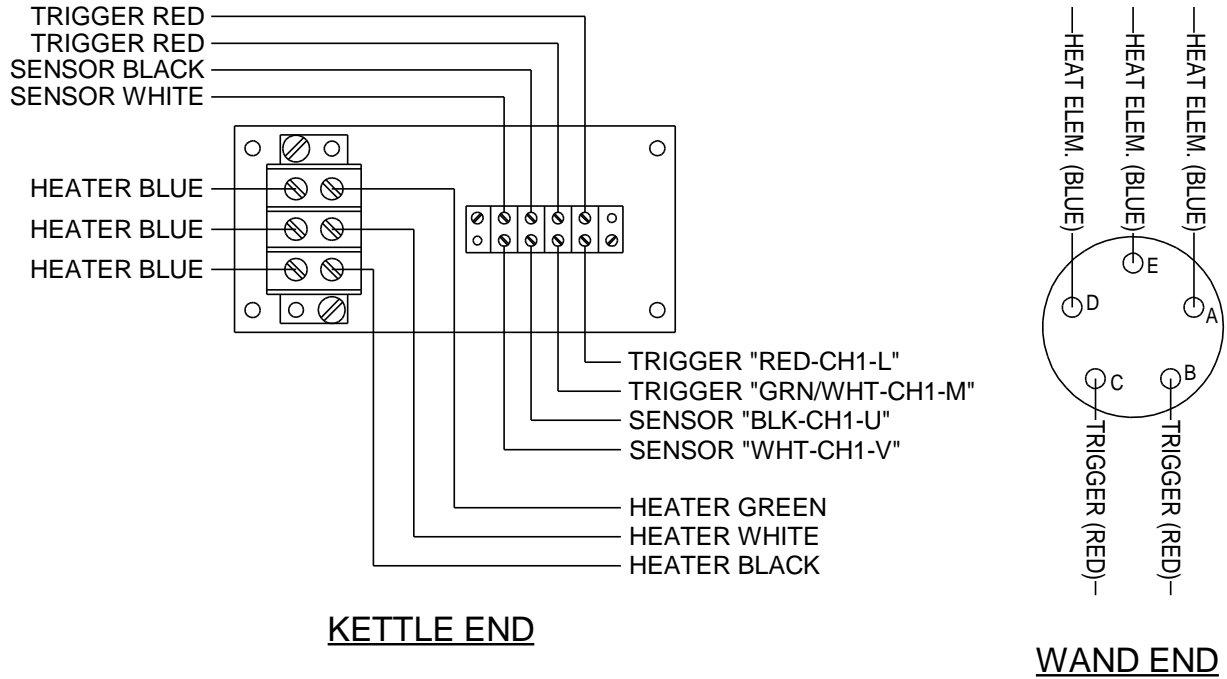 TRIGGER RED
TRIGGER RED
SENSOR BLACK
SENSOR WHITE
HEATER BLUE
HEATER BLUE
HEATER BLUE
TRIGGER "RED-CH1-L"
TRIGGER "GRN/WHT-CH1-M"
SENSOR "BLK-CH1-U"
SENSOR "WHT-CH1-V"
HEATER GREEN
HEATER WHITE
HEATER BLACK
KETTLE END
HEAT ELEM. (BLUE)
HEAT ELEM. (BLUE)
HEAT ELEM. (BLUE)
E
D
A
C
B
TRIGGER (RED)
TRIGGER (RED)
WAND END